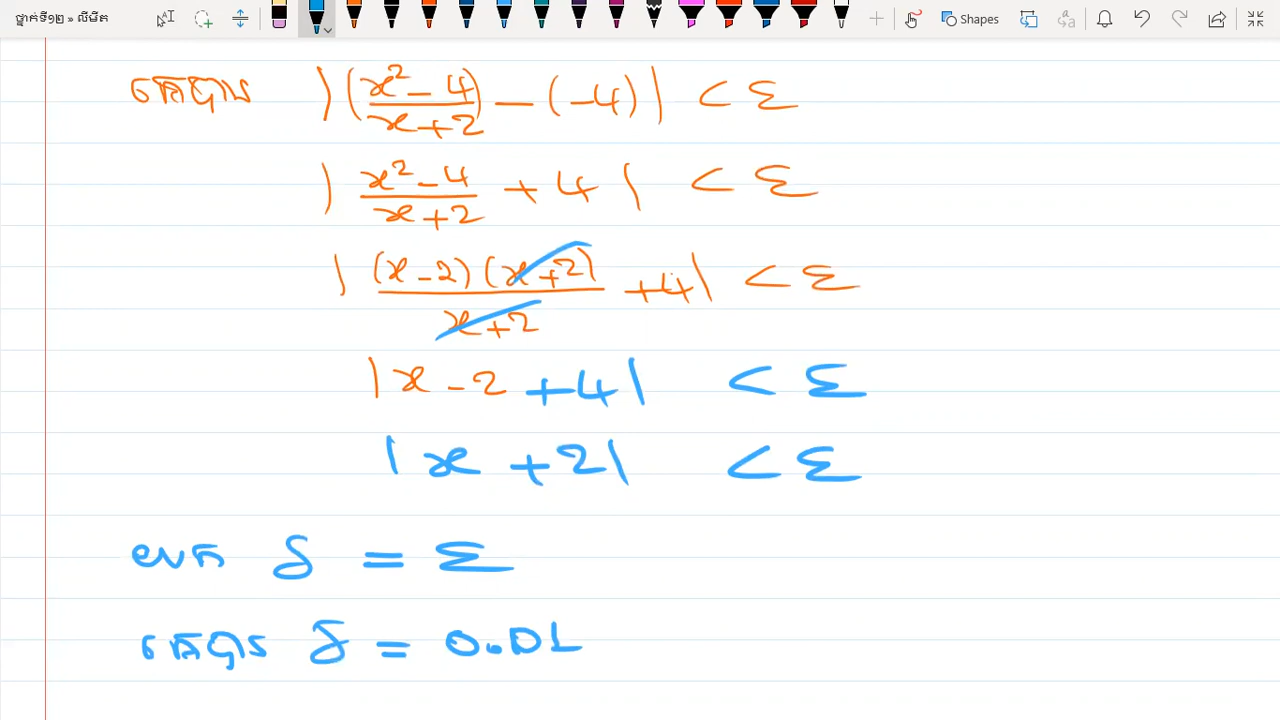 ថ្នាក់ទី១២ » លីមីត
Shapes
គេបាន |(x²-4)/(x+2) - (-4)| < Σ
|(x²-4)/(x+2) + 4| < Σ
|(x-2)(x+2)/(x+2) + 4| < Σ
|x - 2 + 4| < Σ
|x + 2| < Σ
យក δ = Σ
គេបាន δ = 0.01